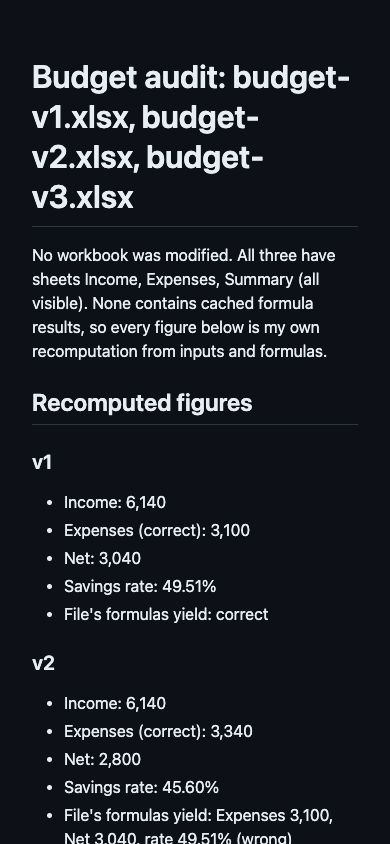 Budget audit: budget-
v1.xlsx, budget-
v2.xlsx, budget-
v3.xlsx
No workbook was modified. All three have
sheets Income, Expenses, Summary (all
visible). None contains cached formula
results, so every figure below is my own
recomputation from inputs and formulas.
Recomputed figures
v1
• Income: 6,140
• Expenses (correct): 3,100
• Net: 3,040
• Savings rate: 49.51%
• File's formulas yield: correct
v2
• Income: 6,140
• Expenses (correct): 3,340
• Net: 2,800
• Savings rate: 45.60%
• File's formulas yield: Expenses 3,100,
Net 3,040, rate 49.51% (wrong)